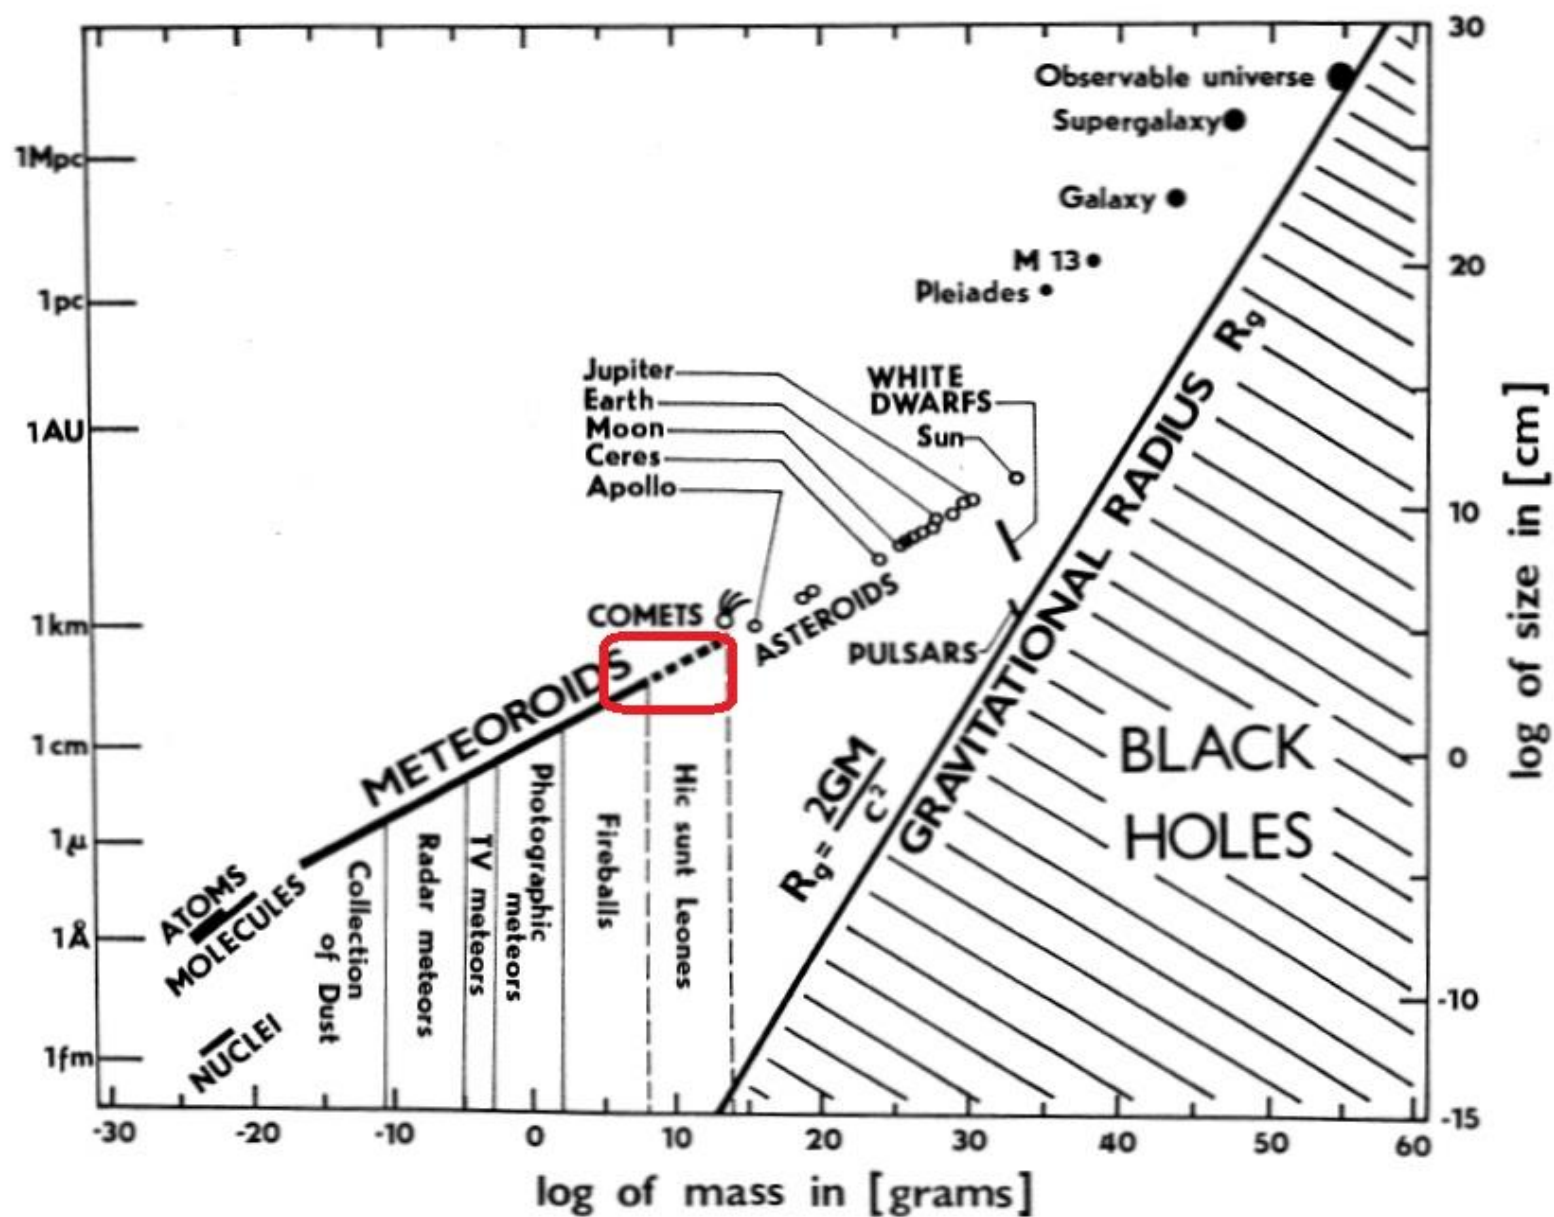 30
Observable universe
Supergalaxy
1Mpc
Galaxy
M 13
20
Pleiades
1pc
GRAVITATIONAL RADIUS Rg
Jupiter
Earth
Moon
Ceres
Apollo
WHITE
DWARFS
Sun
1AU
10
log of size in [cm]
COMETS
ASTEROIDS
1km
PULSARS
METEOROIDS
1cm
0
BLACK
HOLES
Rg = 2GM
c²
1μ
ATOMS
MOLECULES
1Å
NUCLEI
1fm
Collection
of Dust
Radar meteors
TV meteors
Photographic
meteors
Fireballs
Hic sunt Leones
-10
-15
-30 -20 -10 0 10 20 30 40 50 60
log of mass in [grams]